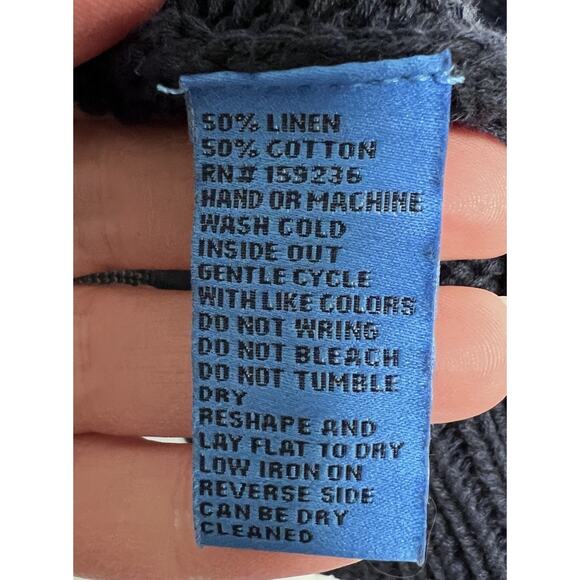 50% LINEN
50% COTTON
RN# 159236
HAND OR MACHINE
WASH COLD
INSIDE OUT
GENTLE CYCLE
WITH LIKE COLORS
DO NOT WRING
DO NOT BLEACH
DO NOT TUMBLE
DRY
RESHAPE AND
LAY FLAT TO DRY
LOW IRON ON
REVERSE SIDE
CAN BE DRY
CLEANED